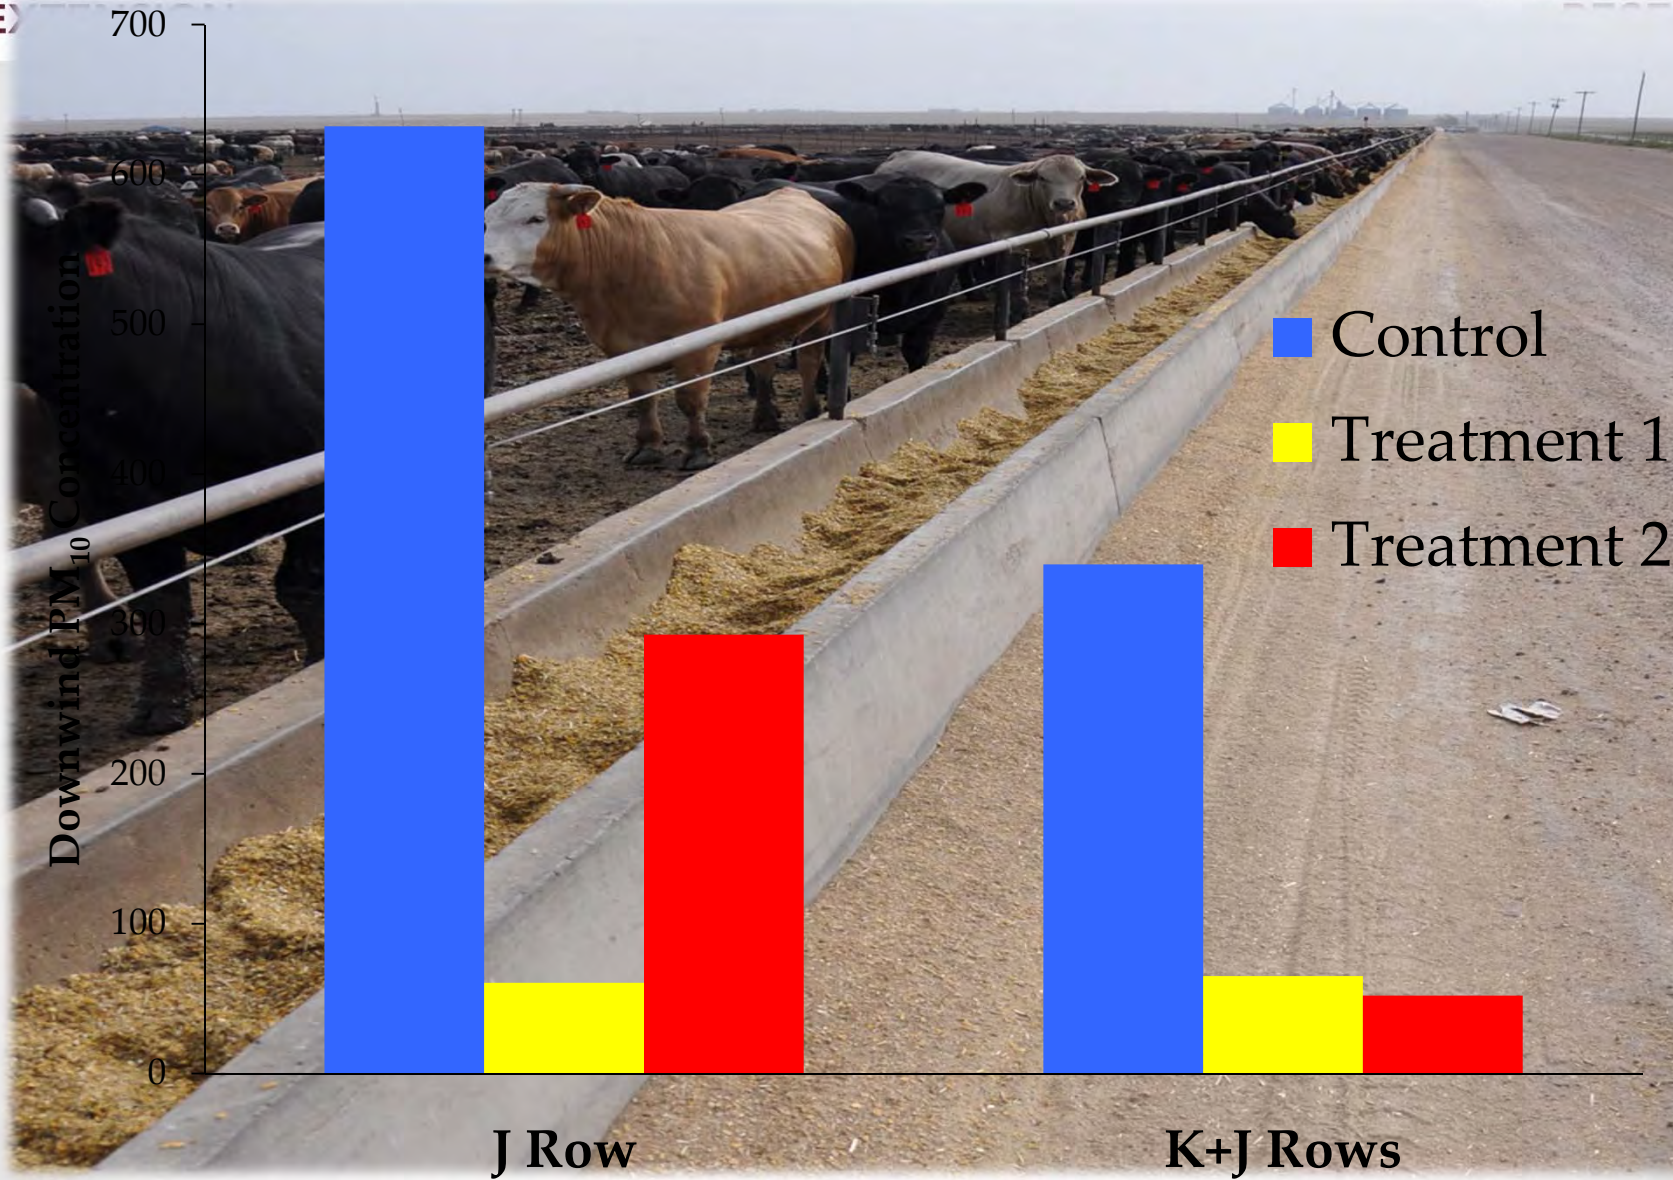 700
600
500
400
300
200
100
0
Downwind PM10 Concentration
Control
Treatment 1
Treatment 2
J Row
K+J Rows